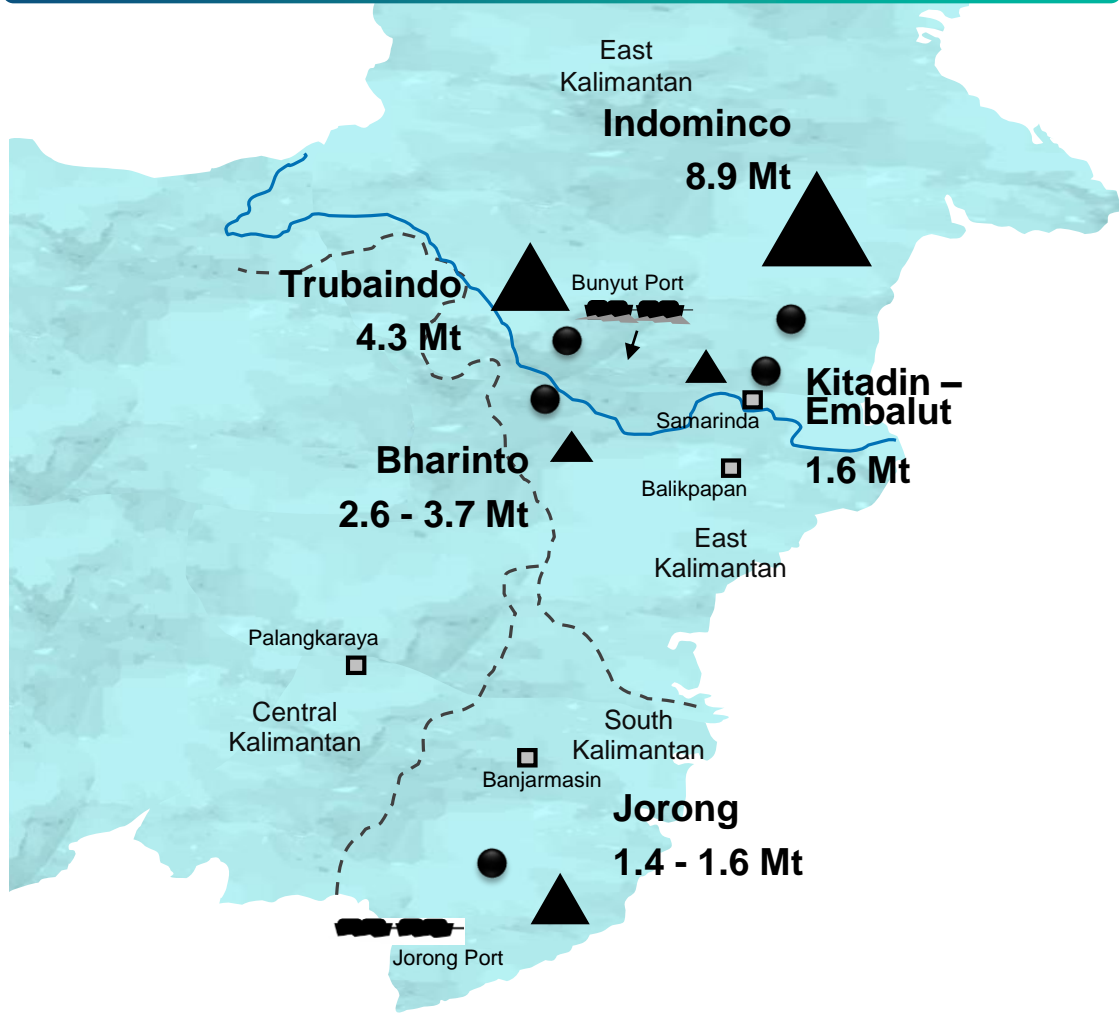 East
Kalimantan
Indominco
8.9 Mt
Trubaindo
4.3 Mt
Bunyut Port
Kitadin –
Embalut
1.6 Mt
Samarinda
Bharinto
2.6 - 3.7 Mt
Balikpapan
East
Kalimantan
Palangkaraya
Central
Kalimantan
South
Kalimantan
Banjarmasin
Jorong
1.4 - 1.6 Mt
Jorong Port